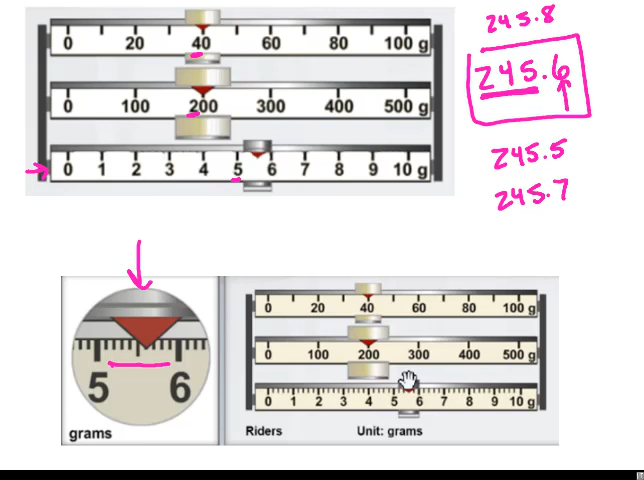 245.8
0 20 40 60 80 100 g
245.6
0 100 200 300 400 500 g
245.5
0 1 2 3 4 5 6 7 8 9 10 g
245.7
0 20 40 60 80 100 g
0 100 200 300 400 500 g
5 6
0 1 2 3 4 5 6 7 8 9 10 g
grams
Riders Unit: grams